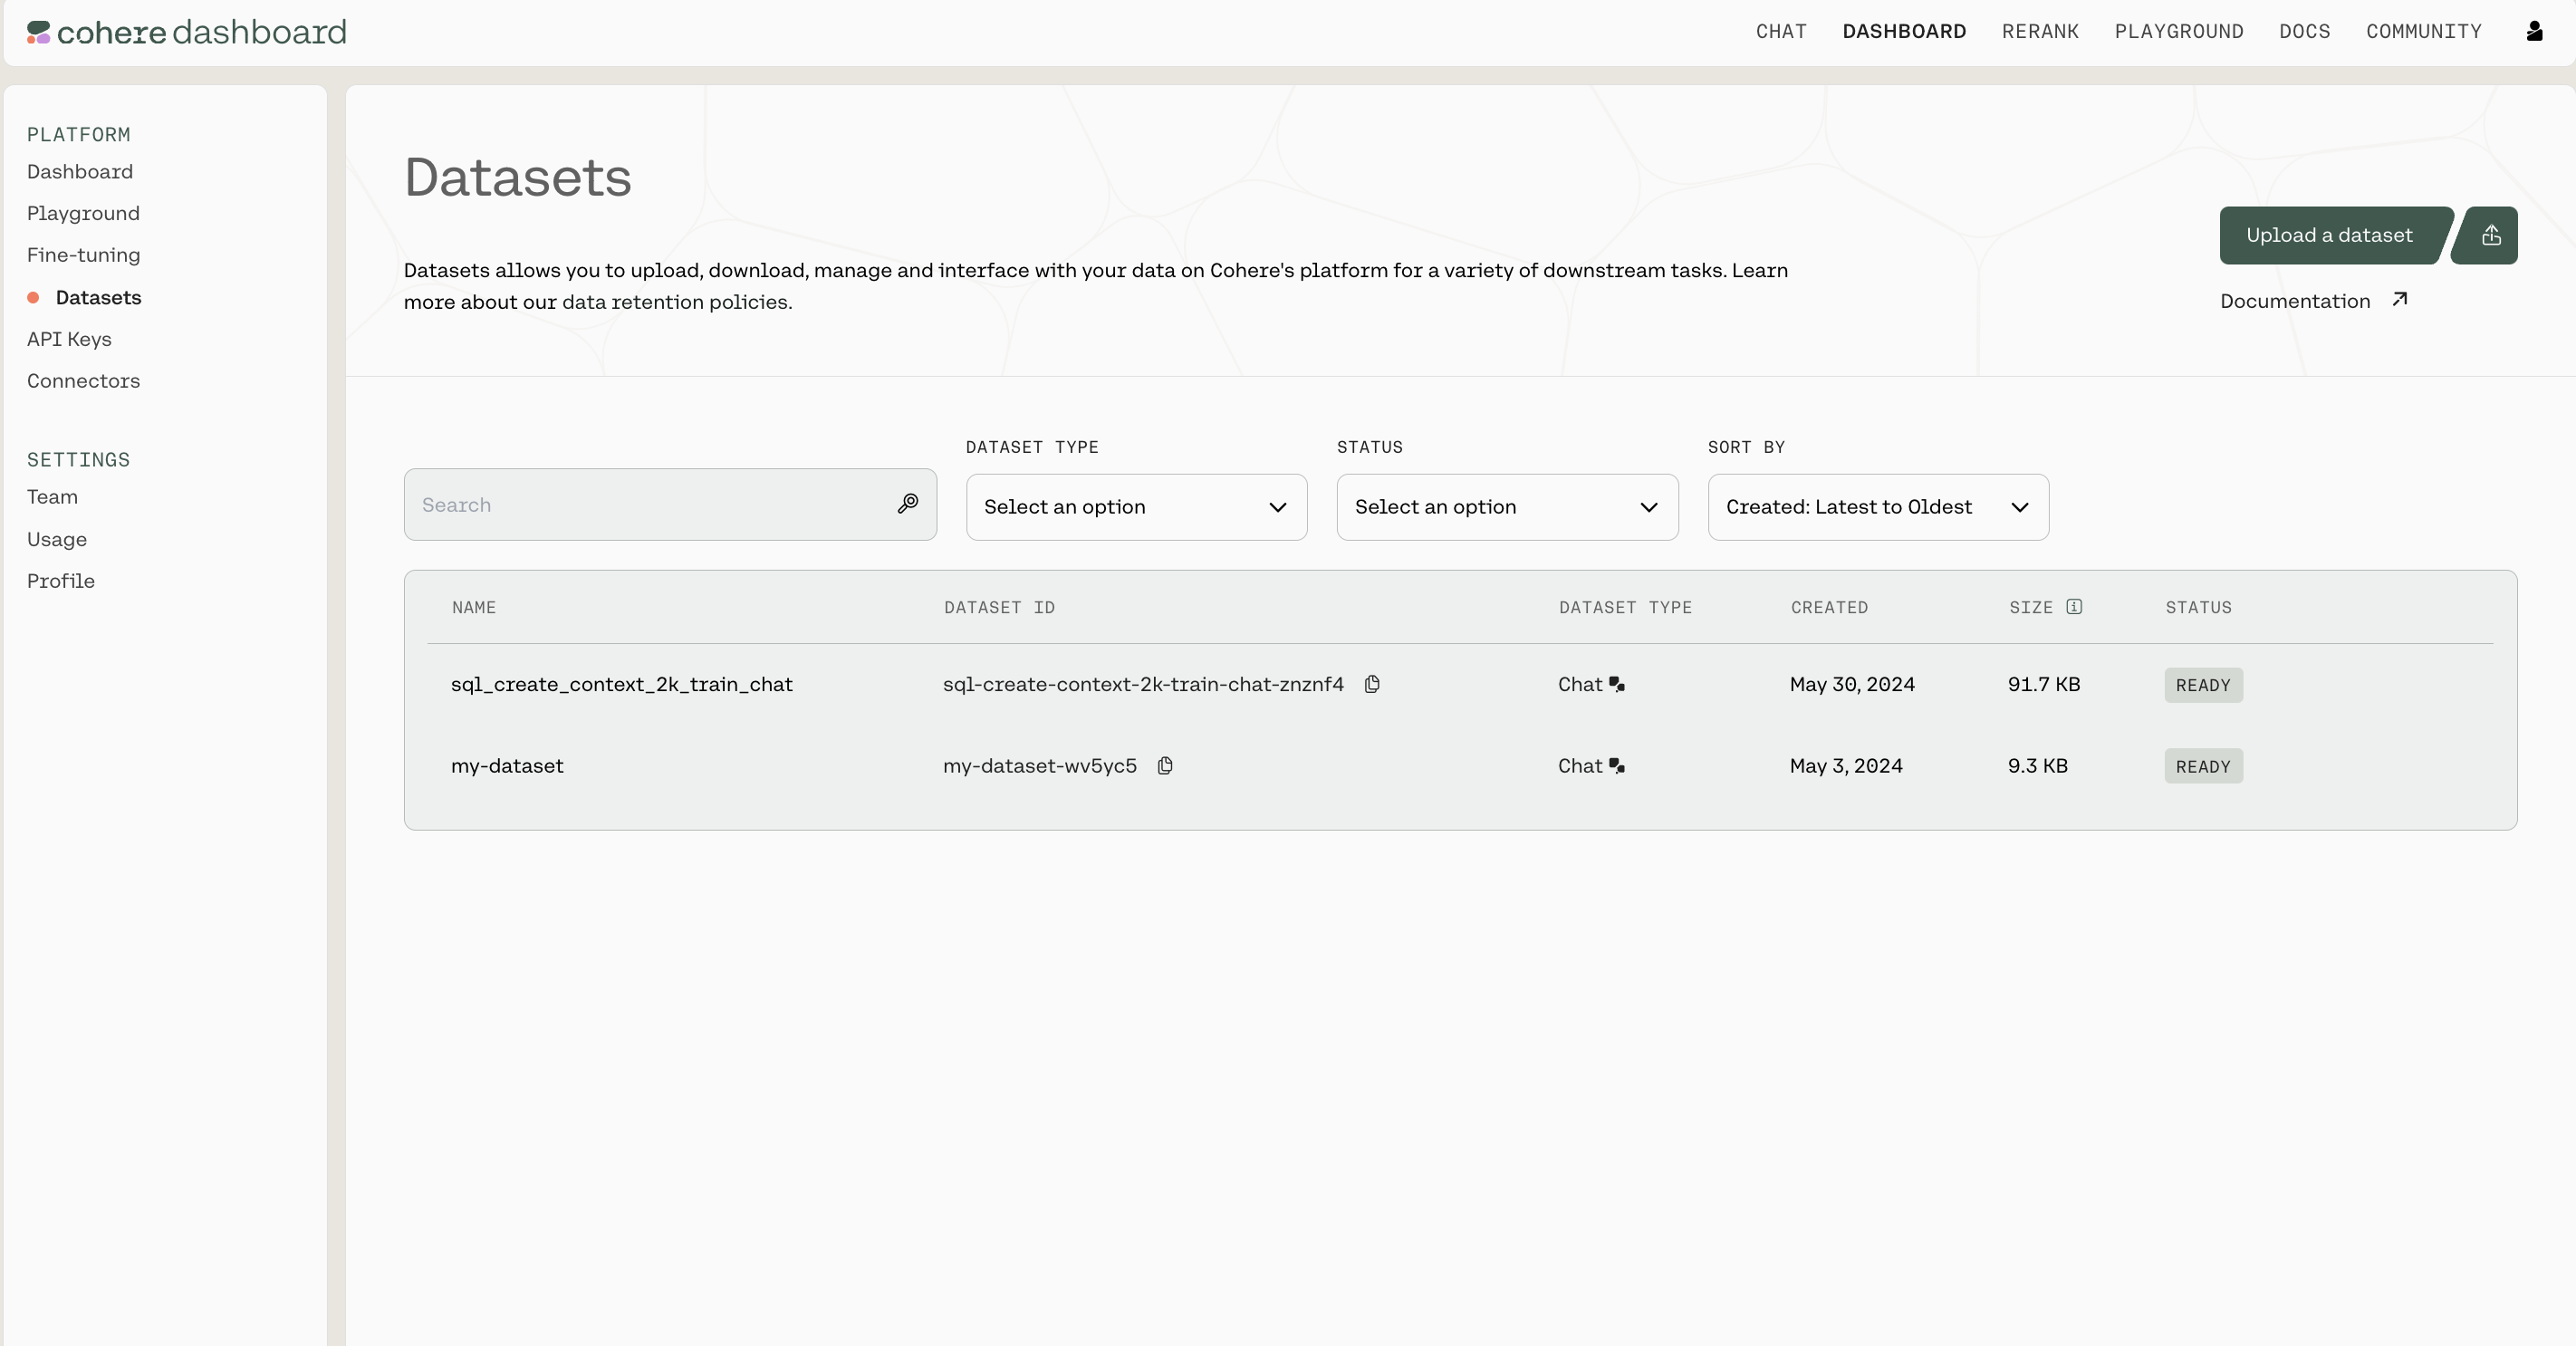 cohere dashboard
CHAT DASHBOARD RERANK PLAYGROUND DOCS COMMUNITY
PLATFORM
Dashboard
Playground
Fine-tuning
Datasets
API Keys
Connectors
SETTINGS
Team
Usage
Profile
Datasets
Datasets allows you to upload, download, manage and interface with your data on Cohere's platform for a variety of downstream tasks. Learn
more about our data retention policies.
Upload a dataset
Documentation
Search
DATASET TYPE
Select an option
STATUS
Select an option
SORT BY
Created: Latest to Oldest
NAME DATASET ID DATASET TYPE CREATED SIZE STATUS
sql_create_context_2k_train_chat sql-create-context-2k-train-chat-znznf4 Chat May 30, 2024 91.7 KB READY
my-dataset my-dataset-wv5yc5 Chat May 3, 2024 9.3 KB READY